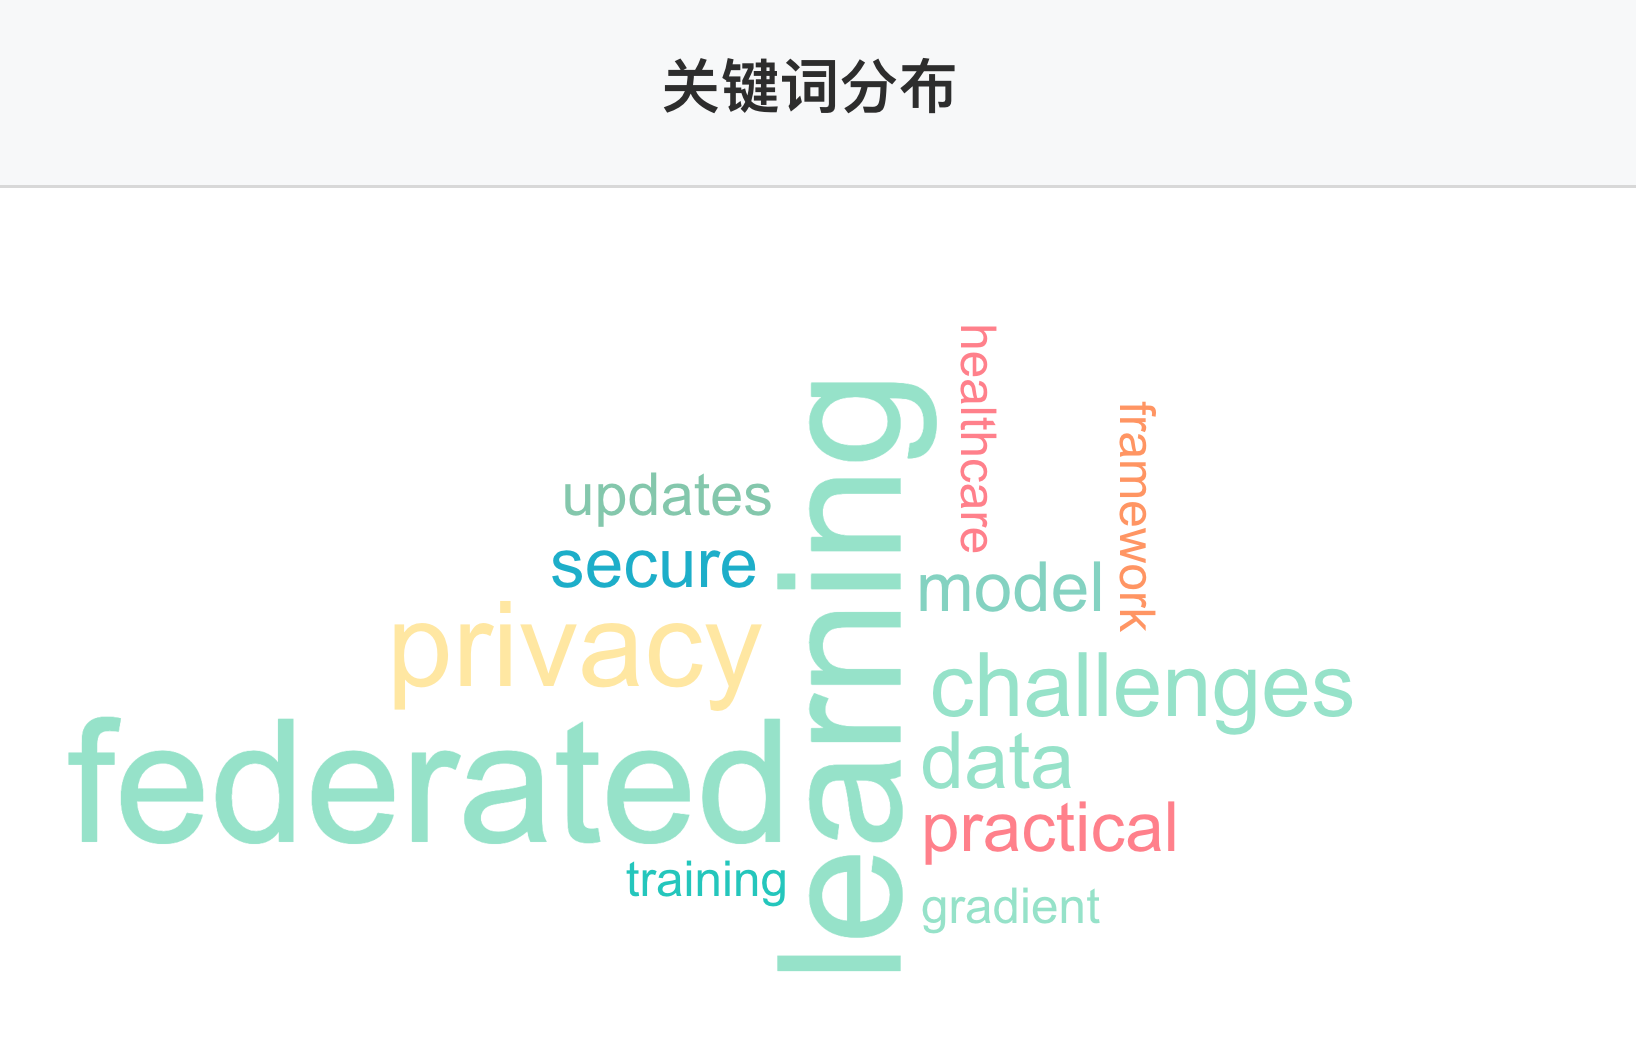 关键词分布
healthcare
learning
framework
updates
secure
model
privacy
challenges
federated
data
practical
training
gradient